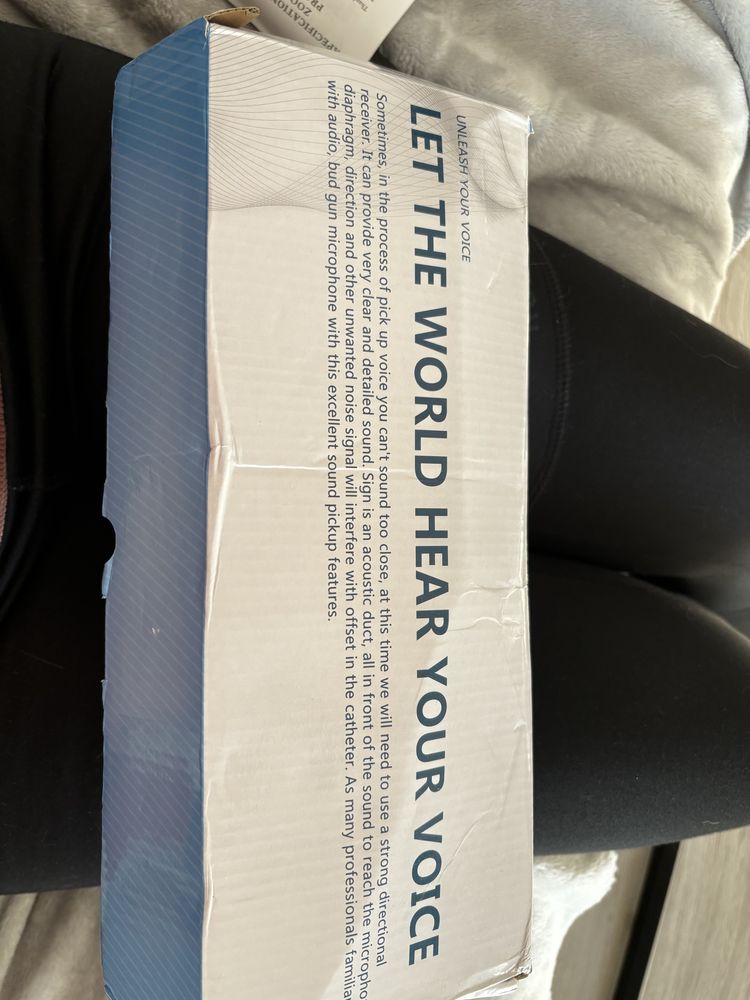 UNLEASH YOUR VOICE
LET THE WORLD HEAR YOUR VOICE
Sometimes, in the process of pick up voice you can't sound too close, at this time we will need to use a strong directional
receiver. It can provide very clear and detailed sound. Sign is an acoustic duct, all in front of the sound to reach the micropho
diaphragm, direction and other unwanted noise signal will interfere with offset in the catheter. As many professionals familia
with audio, bud gun microphone with this excellent sound pickup features.